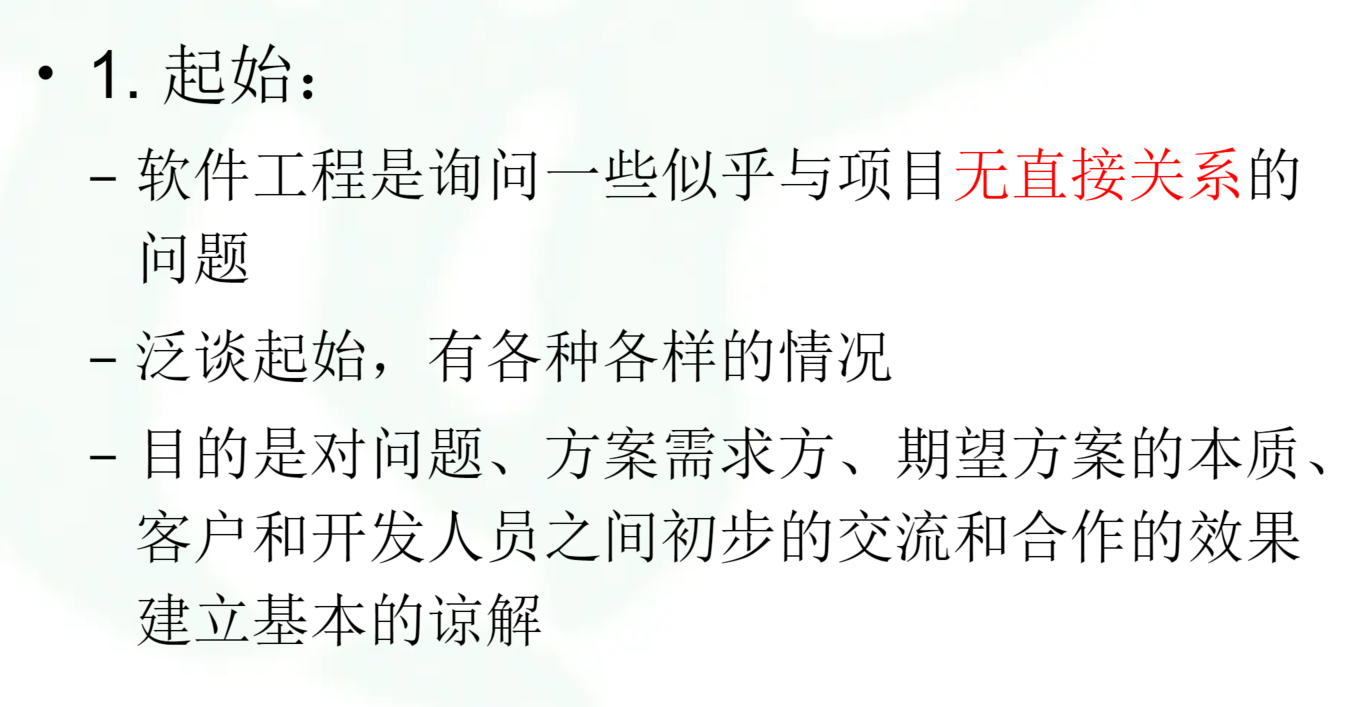 • 1. 起始：
– 软件工程是询问一些似乎与项目无直接关系的
问题
– 泛谈起始，有各种各样的情况
– 目的是对问题、方案需求方、期望方案的本质、
客户和开发人员之间初步的交流和合作的效果
建立基本的谅解